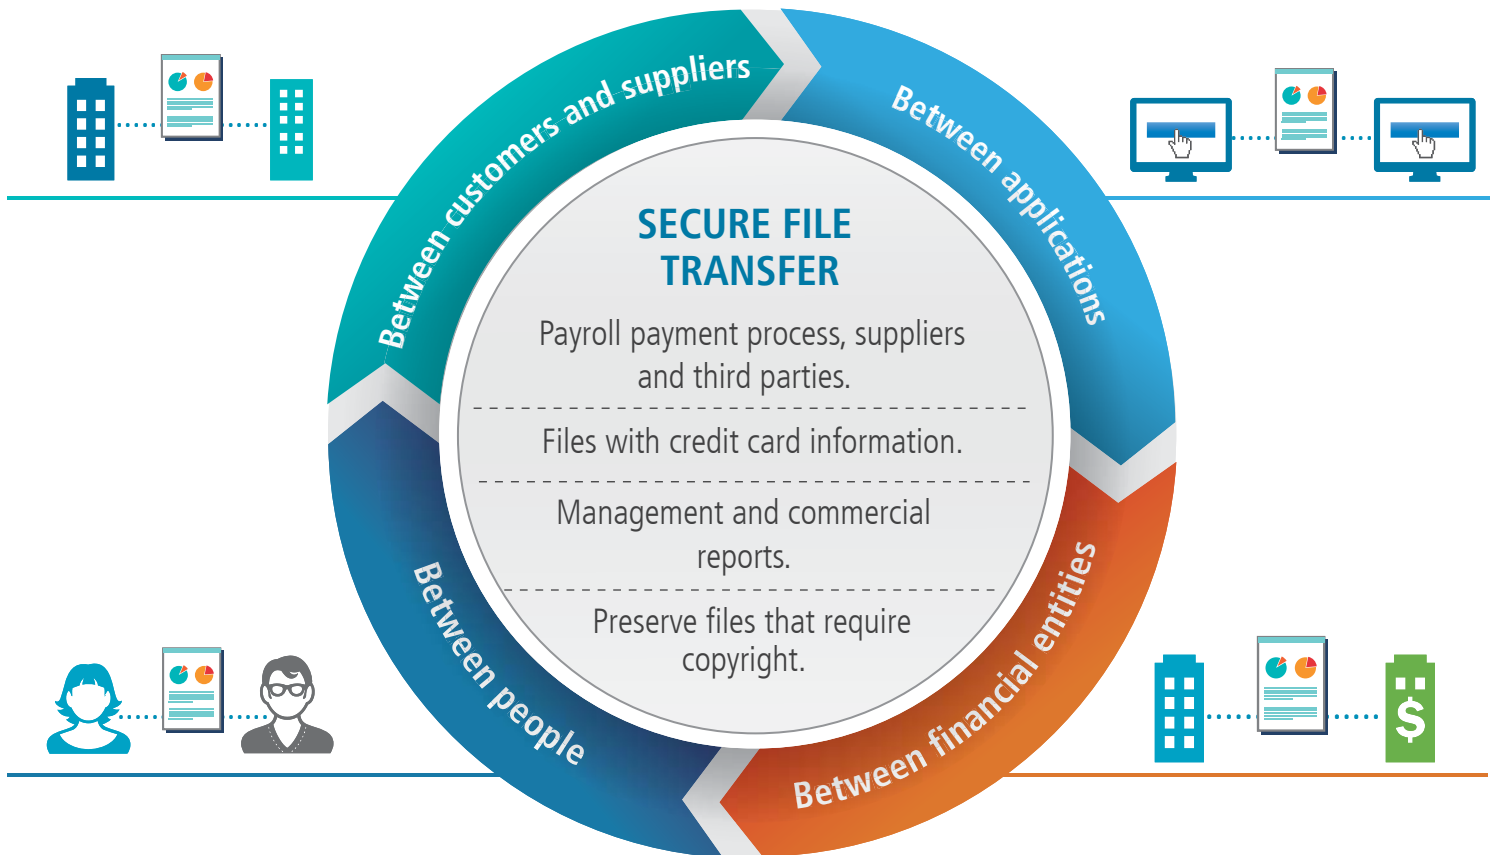 Between customers and suppliers
Between applications
SECURE FILE
TRANSFER
Payroll payment process, suppliers
and third parties.
Files with credit card information.
Management and commercial
reports.
Preserve files that require
copyright.
Between people
Between financial entities
$